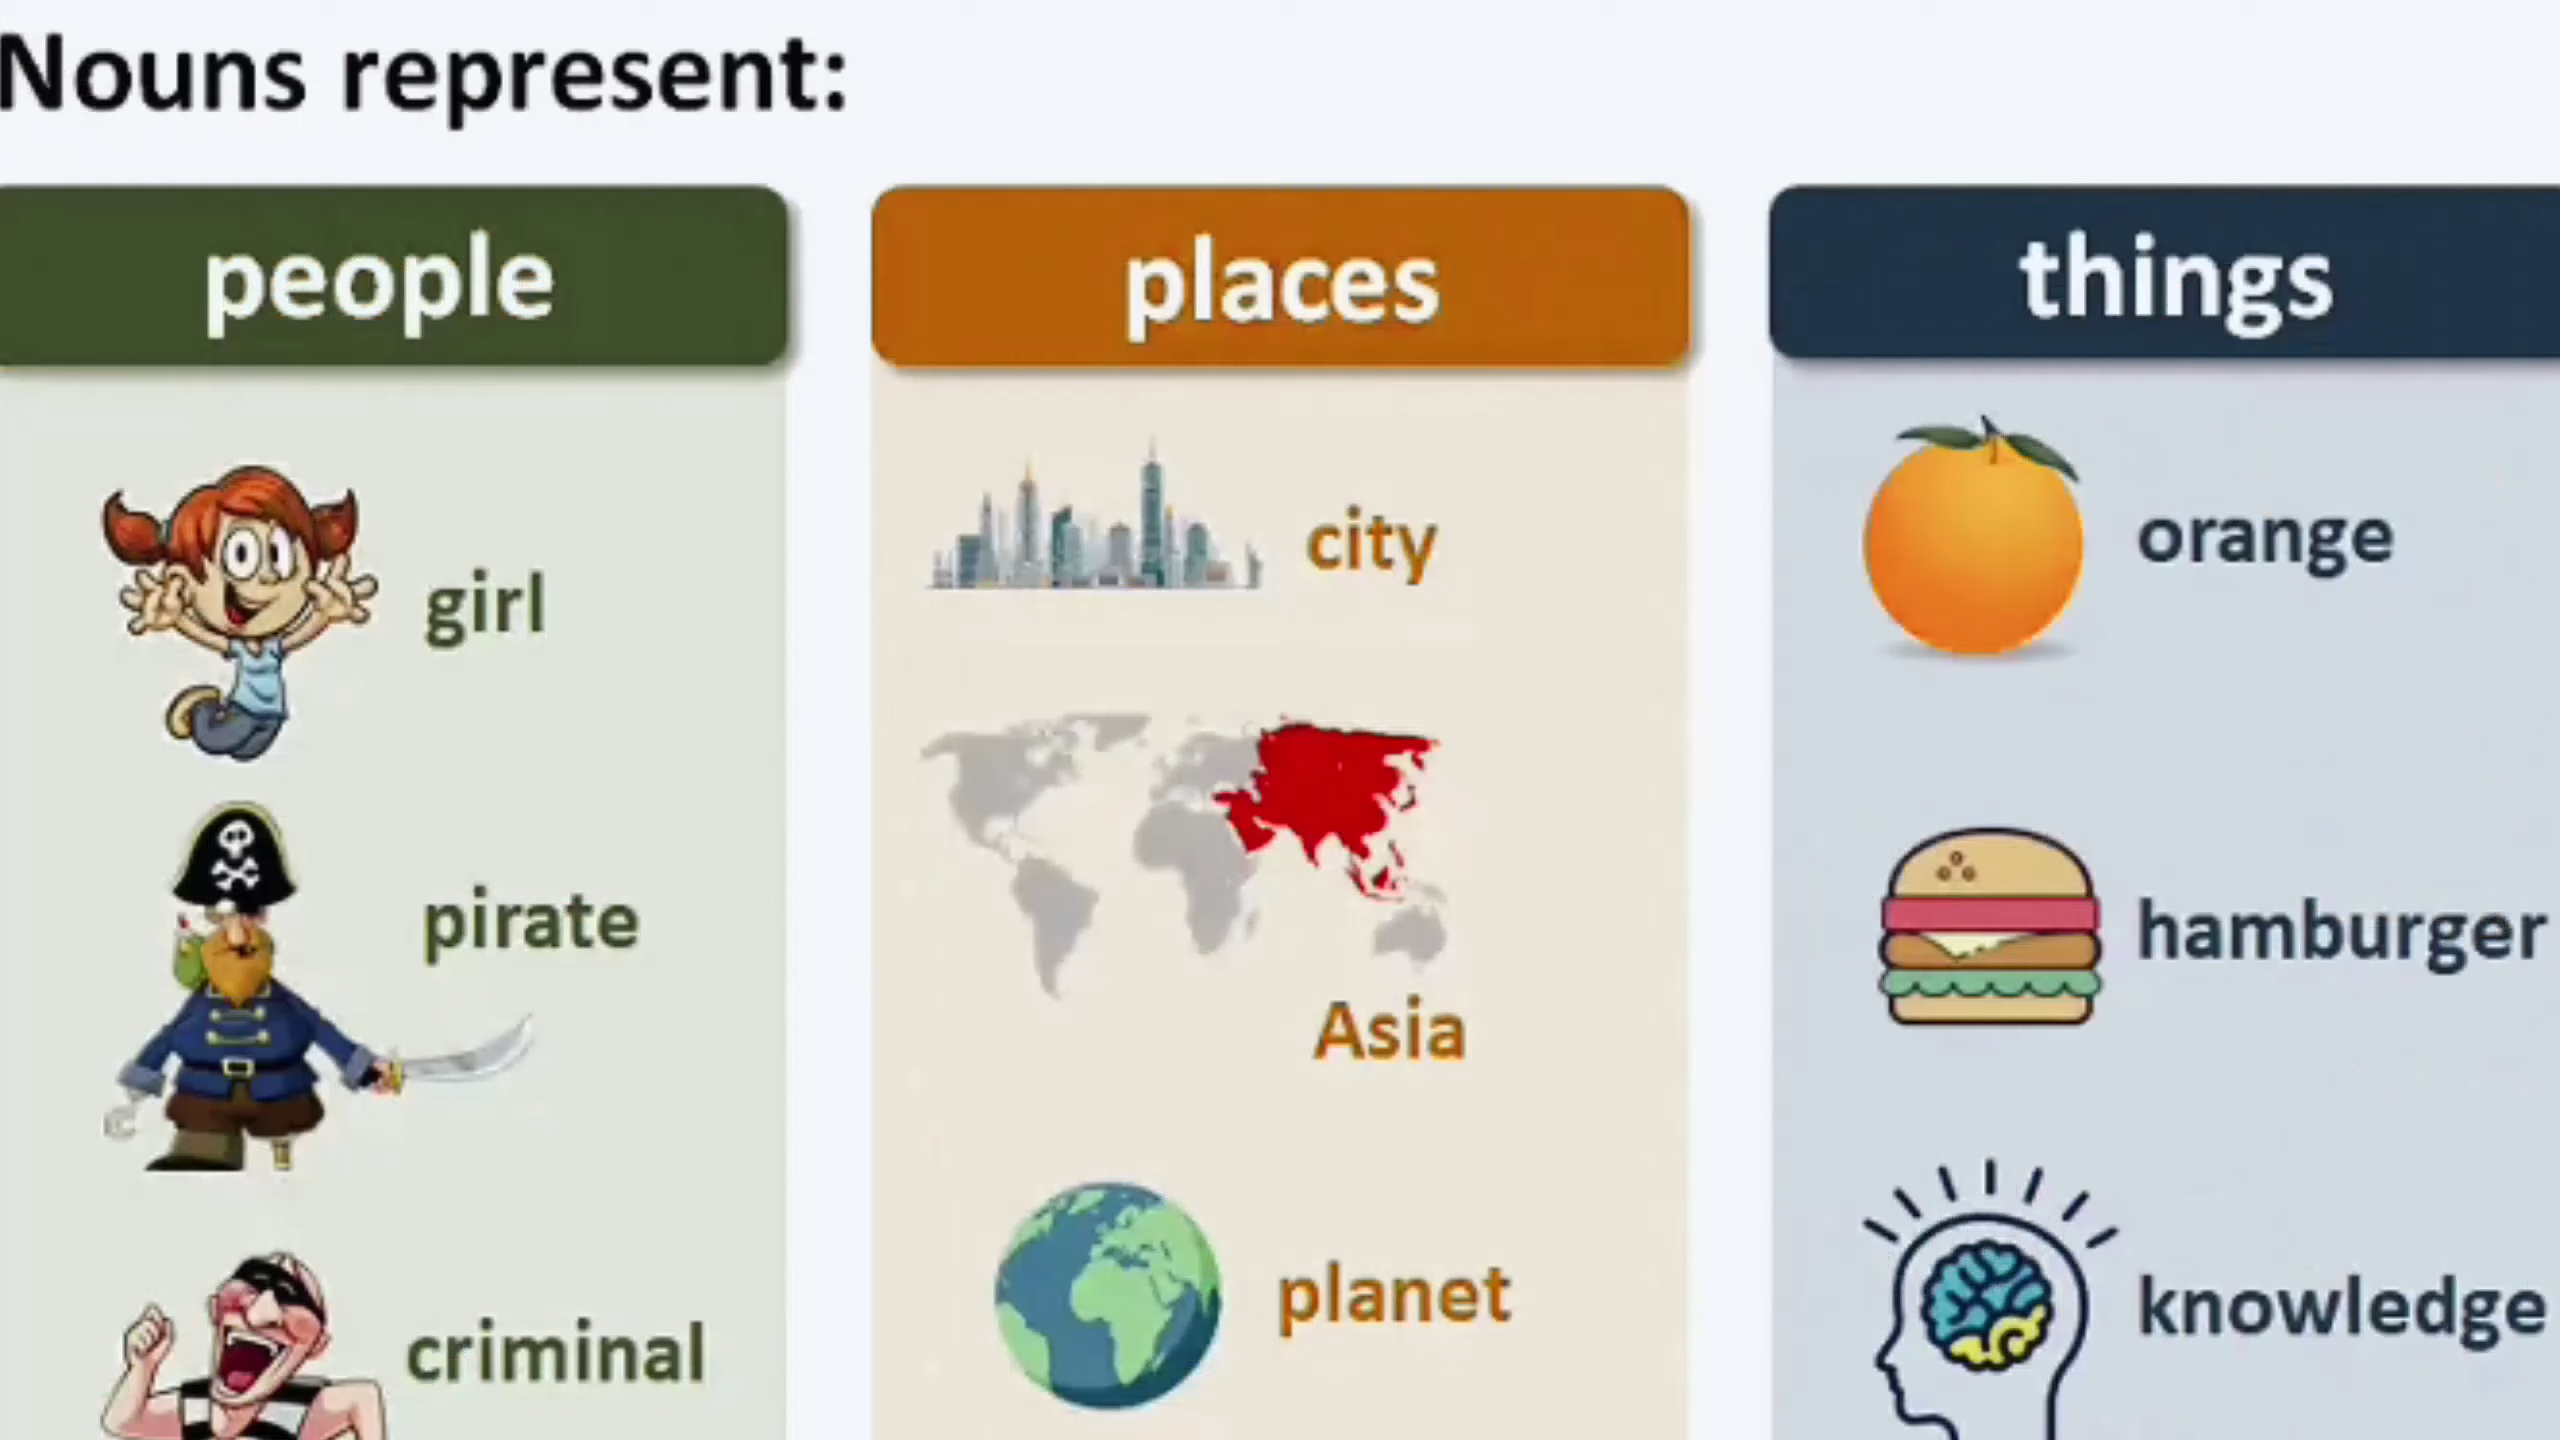 Nouns represent:
people
girl
pirate
criminal
places
city
Asia
planet
things
orange
hamburger
knowledge